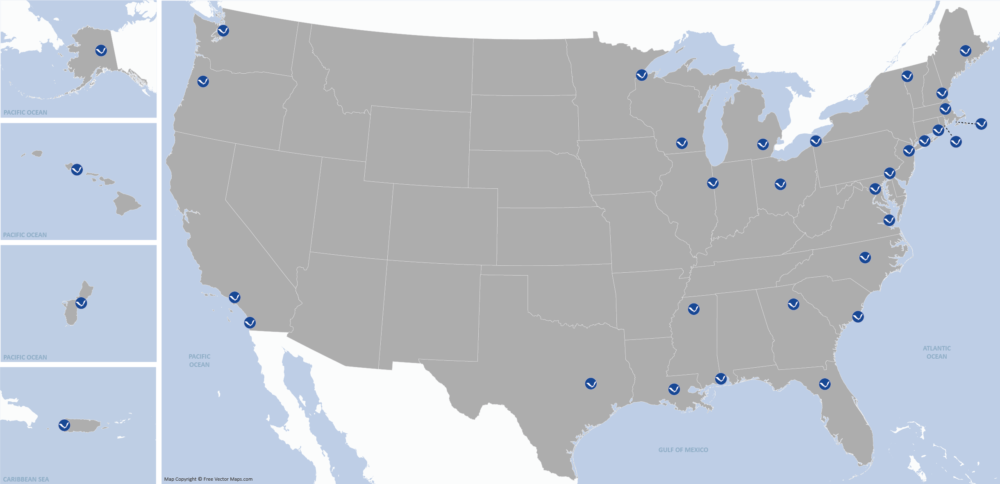 PACIFIC OCEAN
PACIFIC OCEAN
PACIFIC OCEAN
CARIBBEAN SEA
PACIFIC
OCEAN
ATLANTIC
OCEAN
GULF OF MEXICO
Map Copyright © Free Vector Maps.com